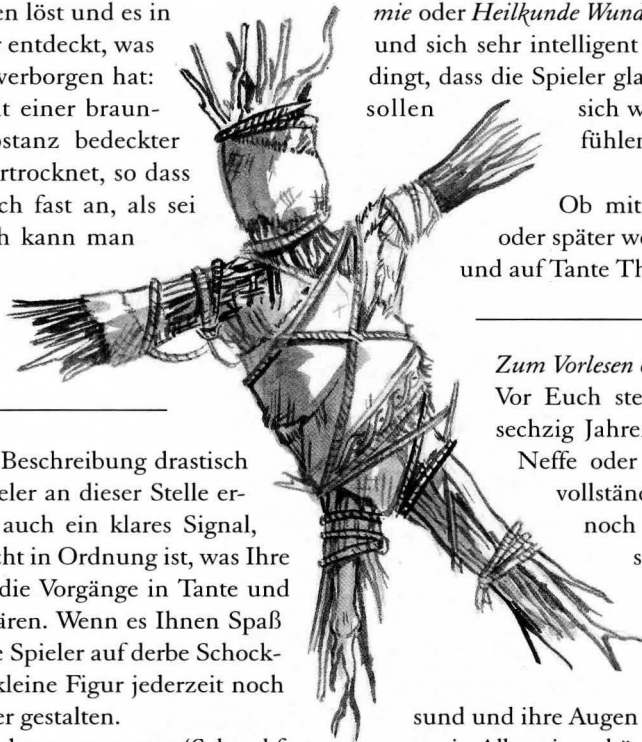 en löst und es in
entdeckt, was
verborgen hat:
it einer braun-
bstanz bedeckter
rtrocknet, so dass
ch fast an, als sei
h kann man
Beschreibung drastisch
eler an dieser Stelle er-
auch ein klares Signal,
cht in Ordnung ist, was Ihre
die Vorgänge in Tante und
ären. Wenn es Ihnen Spaß
e Spieler auf derbe Schock-
kleine Figur jederzeit noch
er gestalten.
mie oder Heilkunde Wund
und sich sehr intelligent
dingt, dass die Spieler gla
sollen sich w
fühlen
Ob mit
oder später we
und auf Tante Th
Zum Vorlesen
Vor Euch ste
sechzig Jahre
Neffe oder
vollstän
noch
s
sund und ihre Augen